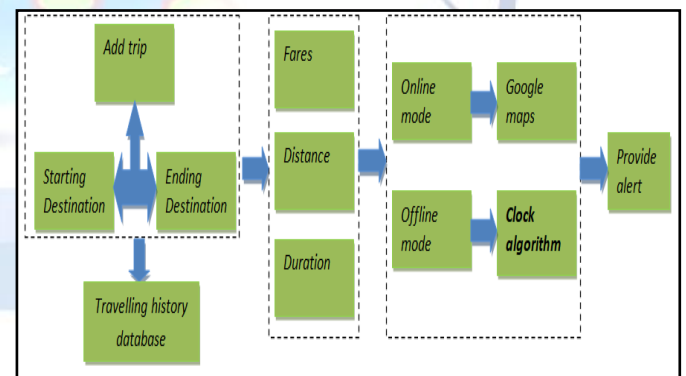 Add trip
Starting
Destination
Ending
Destination
Travelling history
database
Fares
Distance
Duration
Online
mode
Google
maps
Offline
mode
Clock
algorithm
Provide
alert